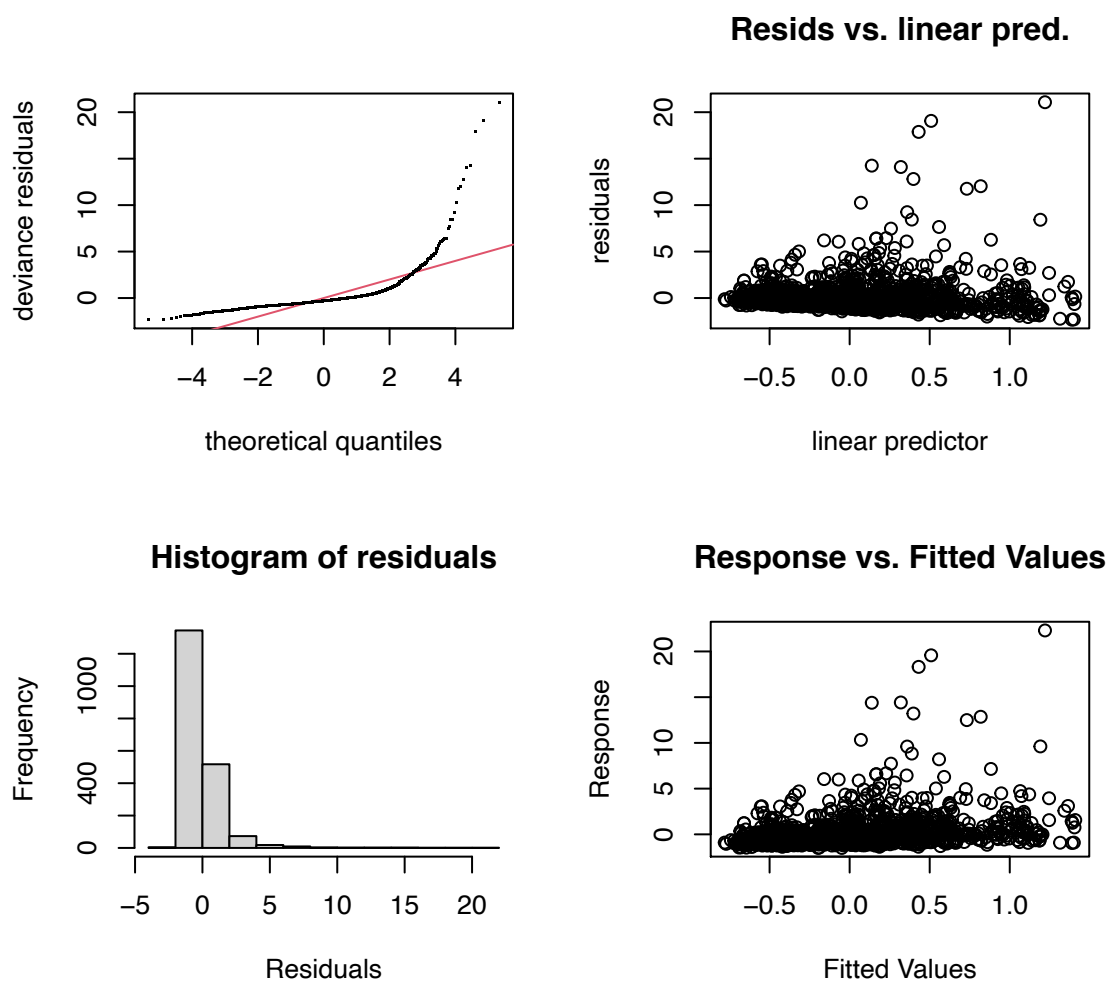 deviance residuals
0 5 10 20
−4 −2 0 2 4
theoretical quantiles
Resids vs. linear pred.
residuals
0 5 10 20
−0.5 0.0 0.5 1.0
linear predictor
Histogram of residuals
Frequency
0 400 1000
−5 0 5 10 15 20
Residuals
Response vs. Fitted Values
Response
0 5 10 20
−0.5 0.0 0.5 1.0
Fitted Values